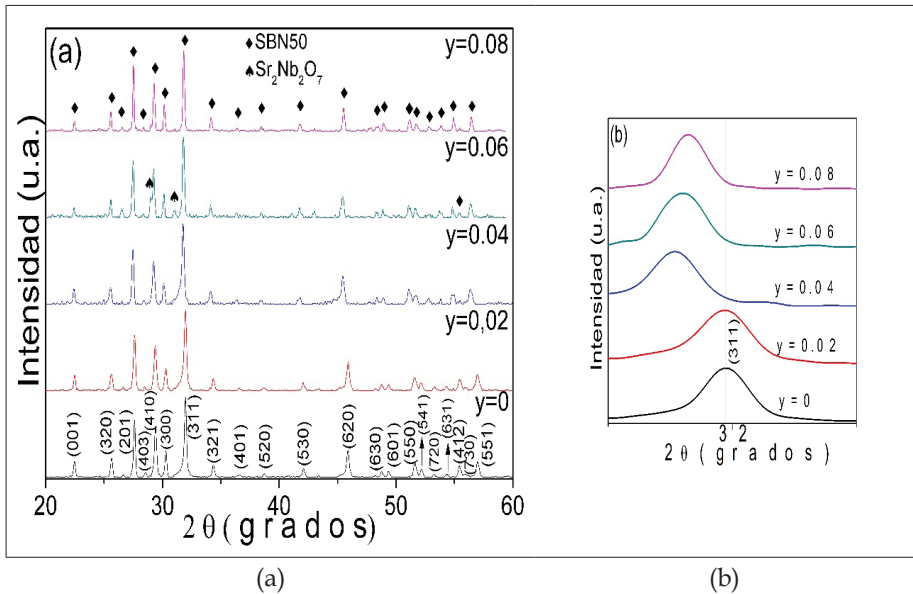 (a)
♦SBN50
♠Sr₂Nb₂O₇
y=0.08
y=0.06
y=0.04
y=0,02
y=0
Intensidad (u.a.)
(001)
(320)
(201)
(403)
(410)
(300)
(311)
(321)
(401)
(520)
(530)
(620)
(630)
(601)
(550)
(541)
(720)
(631)
(412)
(730)
(551)
20 30 40 50 60
2θ(grados)
(b)
Intensidad (u.a.)
y = 0.08
y = 0.06
y = 0.04
y = 0.02
(311)
y = 0
32
2θ (grados)
(a) (b)